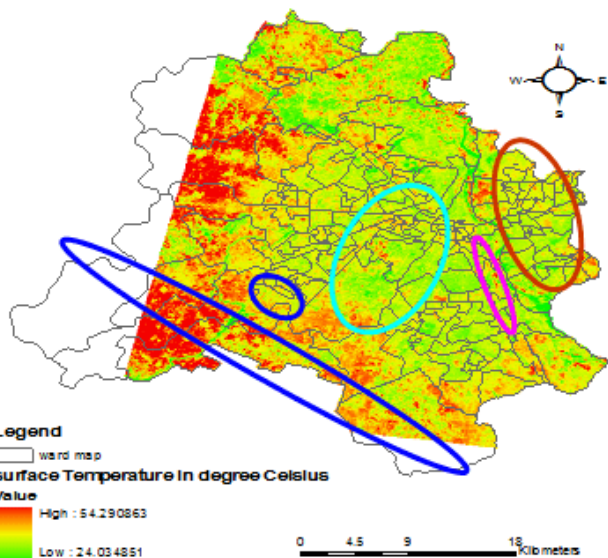 N
W E
S
Legend
ward map
surface Temperature in degree Celsius
Value
High : 54.290863
Low : 24.034851
0 4.5 9 18
Kilometers